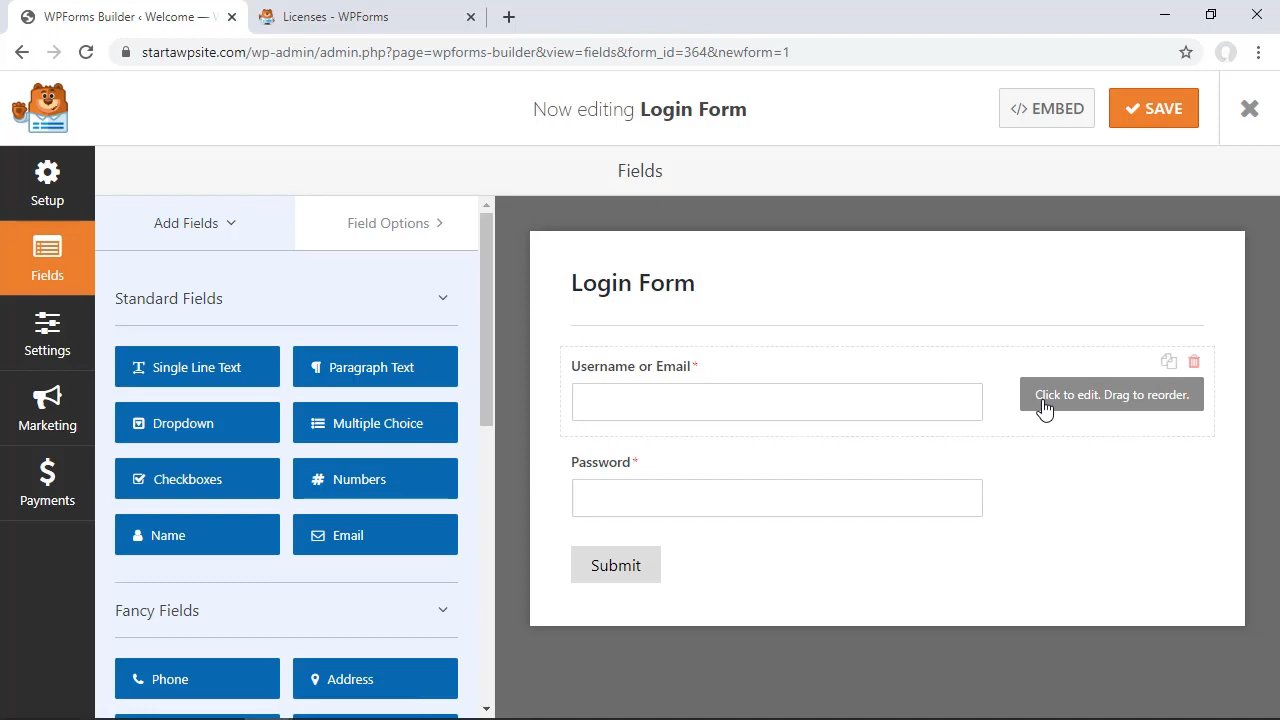 WPForms Builder ‹ Welcome —
Licenses - WPForms
startawpsite.com/wp-admin/admin.php?page=wpforms-builder&view=fields&form_id=364&newform=1
Now editing Login Form
</> EMBED
SAVE
Fields
Setup
Fields
Settings
Marketing
Payments
Add Fields
Field Options
Standard Fields
Single Line Text
Paragraph Text
Dropdown
Multiple Choice
Checkboxes
Numbers
Name
Email
Fancy Fields
Phone
Address
Login Form
Username or Email*
Click to edit. Drag to reorder.
Password*
Submit